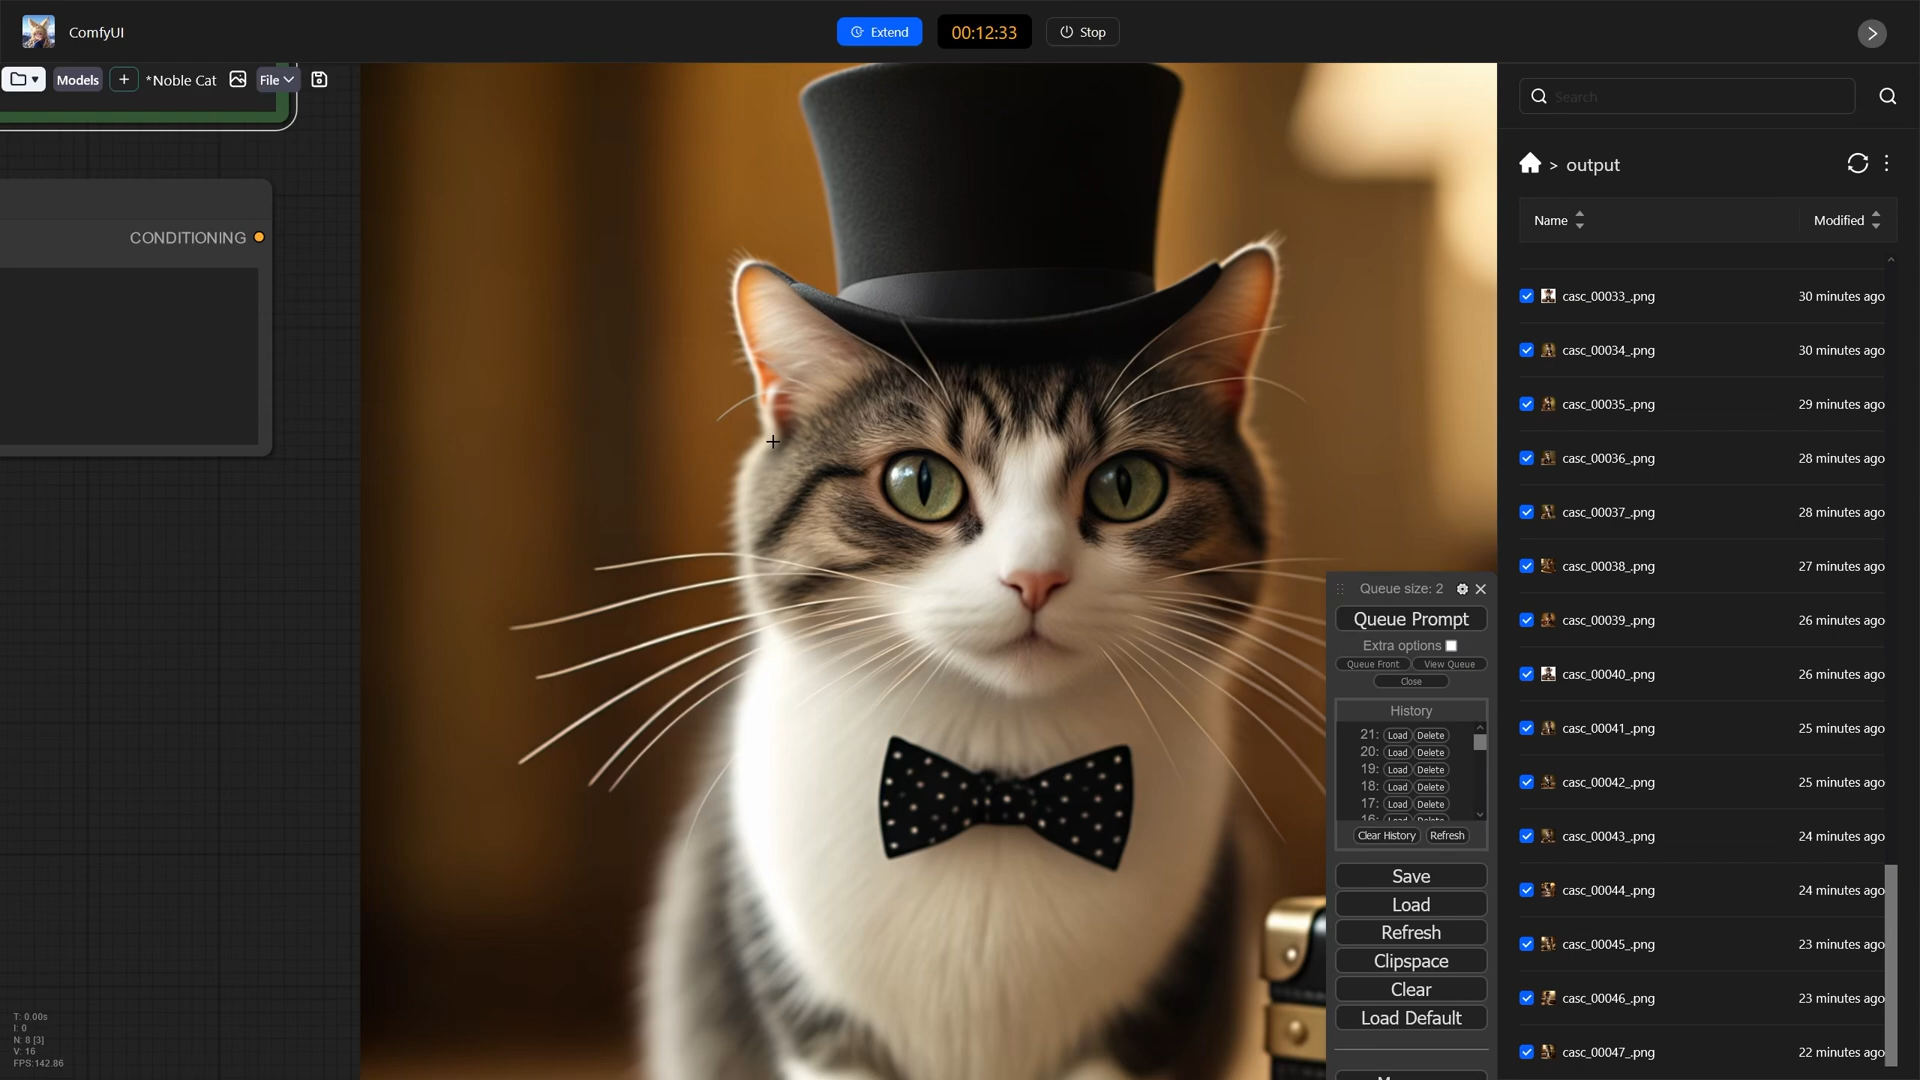 ComfyUI
Extend
00:12:33
Stop
Models
+
*Noble Cat
File
Search
> output
Name
Modified
CONDITIONING
casc_00033_.png 30 minutes ago
casc_00034_.png 30 minutes ago
casc_00035_.png 29 minutes ago
casc_00036_.png 28 minutes ago
casc_00037_.png 28 minutes ago
casc_00038_.png 27 minutes ago
casc_00039_.png 26 minutes ago
casc_00040_.png 26 minutes ago
casc_00041_.png 25 minutes ago
casc_00042_.png 25 minutes ago
casc_00043_.png 24 minutes ago
casc_00044_.png 24 minutes ago
casc_00045_.png 23 minutes ago
casc_00046_.png 23 minutes ago
casc_00047_.png 22 minutes ago
Queue size: 2
Queue Prompt
Extra options
Queue Front View Queue
Close
History
21: Load Delete
20: Load Delete
19: Load Delete
18: Load Delete
17: Load Delete
16: Load Delete
Clear History Refresh
Save
Load
Refresh
Clipspace
Clear
Load Default
T: 0.00s
I: 0
N: 8 [3]
V: 16
FPS:142.86